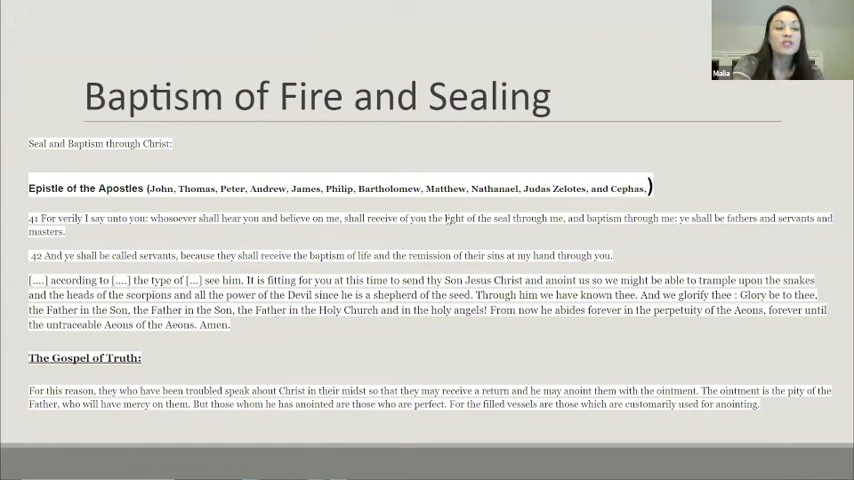 Malia
Baptism of Fire and Sealing
Seal and Baptism through Christ:
Epistle of the Apostles (John, Thomas, Peter, Andrew, James, Philip, Bartholomew, Matthew, Nathanael, Judas Zelotes, and Cephas,)
41 For verily I say unto you: whosoever shall hear you and believe on me, shall receive of you the light of the seal through me, and baptism through me: ye shall be fathers and servants and
masters.
42 And ye shall be called servants, because they shall receive the baptism of life and the remission of their sins at my hand through you.
[....] according to [....] the type of [...] see him. It is fitting for you at this time to send thy Son Jesus Christ and anoint us so we might be able to trample upon the snakes
and the heads of the scorpions and all the power of the Devil since he is a shepherd of the seed. Through him we have known thee. And we glorify thee : Glory be to thee,
the Father in the Son, the Father in the Son, the Father in the Holy Church and in the holy angels! From now he abides forever in the perpetuity of the Aeons, forever until
the untraceable Aeons of the Aeons. Amen.
The Gospel of Truth:
For this reason, they who have been troubled speak about Christ in their midst so that they may receive a return and he may anoint them with the ointment. The ointment is the pity of the
Father, who will have mercy on them. But those whom he has anointed are those who are perfect. For the filled vessels are those which are customarily used for anointing.